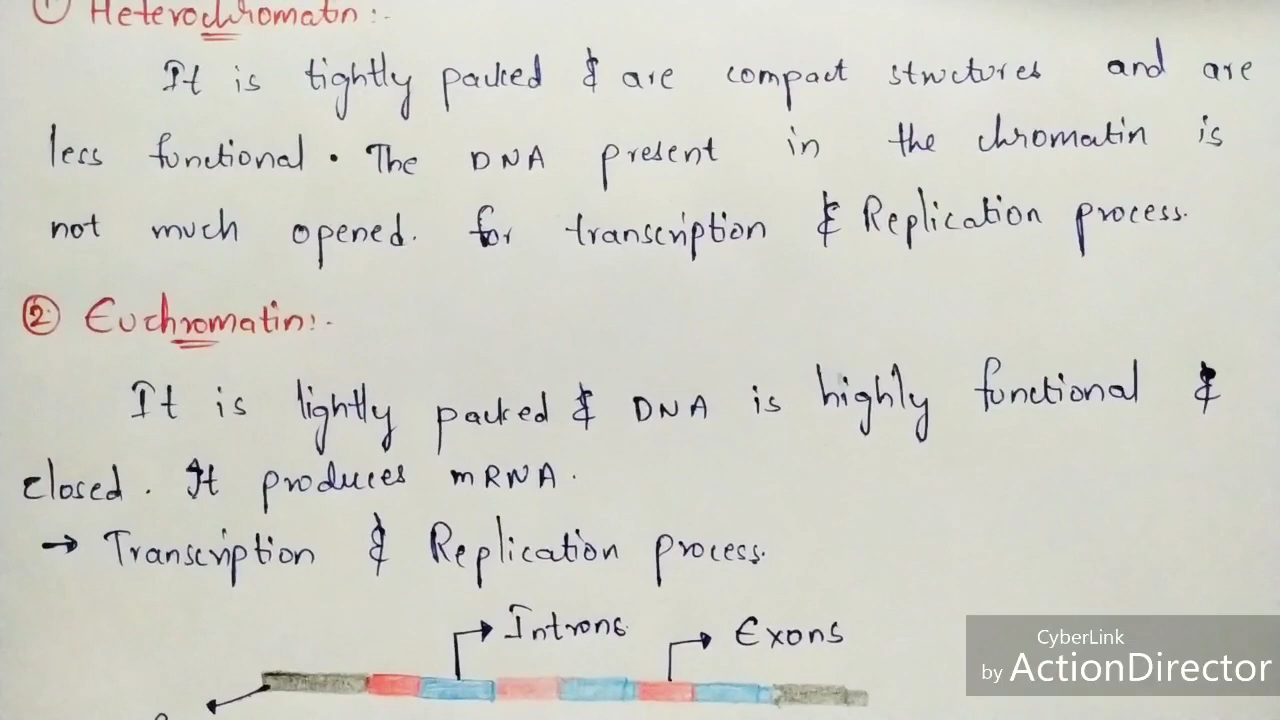 ① Heterochromatn:-
It is tightly packed & are compact structures and are
less functional. The DNA present in the chromatin is
not much opened. for transcription & Replication process.
② Euchromatin:-
It is lightly packed & DNA is highly functional &
closed. It produces mRNA.
→ Transcription & Replication process.
Introns Exons
CyberLink
by ActionDirector